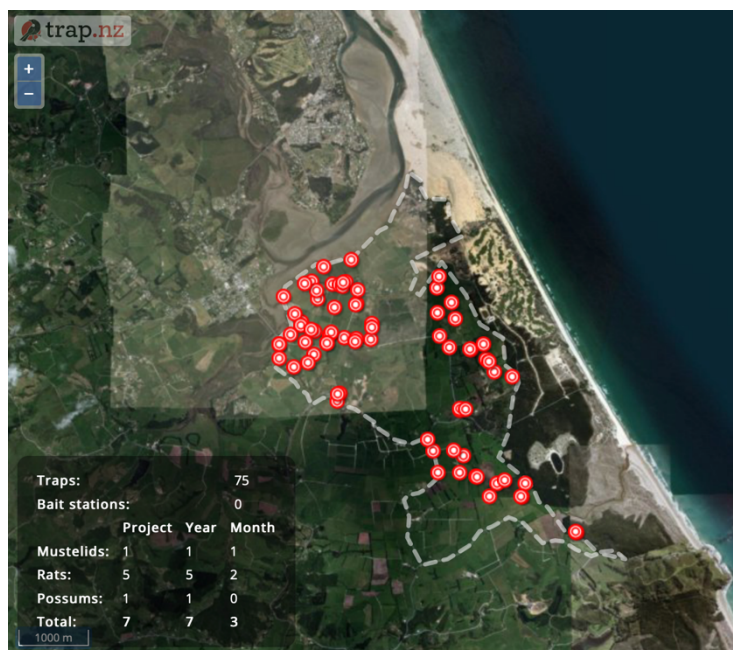 trap.nz
+
−
Traps: 75
Bait stations: 0
Project Year Month
Mustelids: 1 1 1
Rats: 5 5 2
Possums: 1 1 0
Total: 7 7 3
1000 m